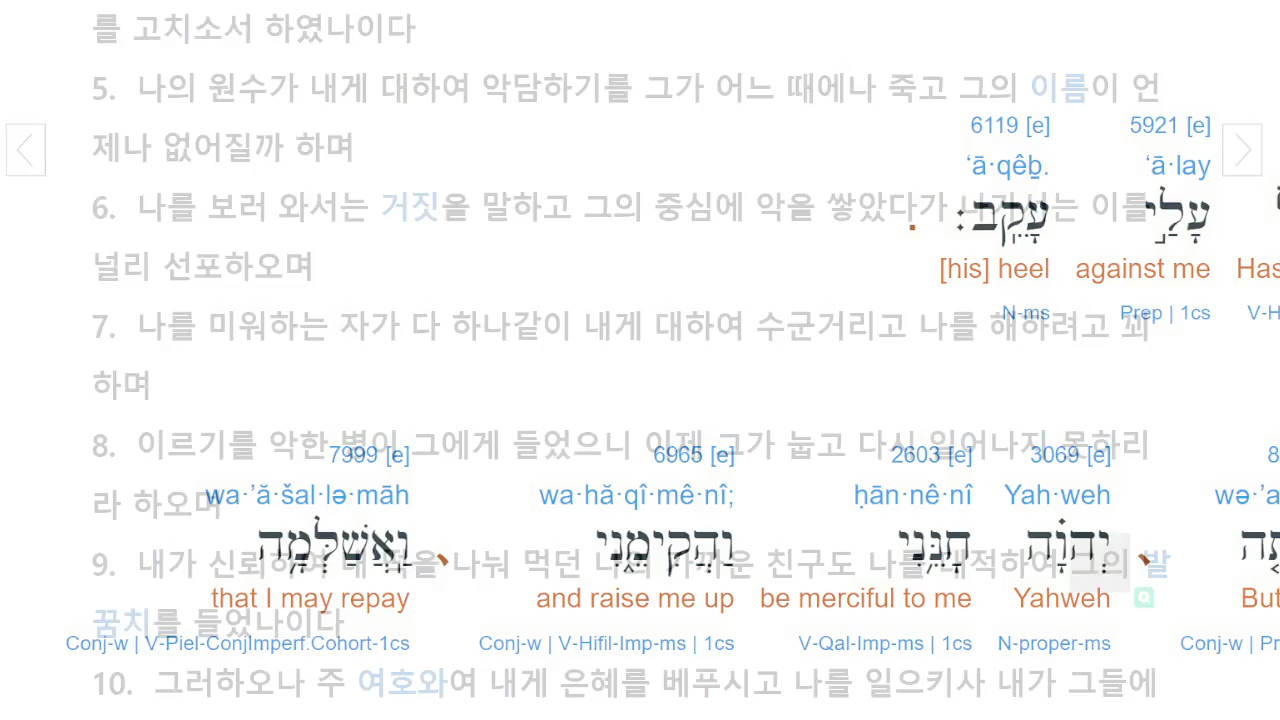 를 고치소서 하였나이다
5. 나의 원수가 내게 대하여 악담하기를 그가 어느 때에나 죽고 그의 이름이 언
제나 없어질까 하며
6119 [e] 5921 [e]
‘ā·qêḇ. ‘ā·lay
6. 나를 보러 와서는 거짓을 말하고 그의 중심에 악을 쌓았다가 나가서는 이를
עָלַ֣י עָקֵֽב׃
널리 선포하오며
[his] heel against me Has
N-ms Prep | 1cs V-H
7. 나를 미워하는 자가 다 하나같이 내게 대하여 수군거리고 나를 해하려고 꾀
하며
8. 이르기를 악한 병이 그에게 들었으니 이제 그가 눕고 다시 일어나지 못하리
라 하오며
7999 [e] 6965 [e] 2603 [e] 3069 [e] 8
wa·’ă·šal·lə·māh wa·hă·qî·mê·nî; ḥān·nê·nî Yah·weh wə·’a
יְהוָ֗ה חָנֵּ֥נִי וַהֲקִימֵ֑נִי וַֽאֲשַׁלְּמָ֥ה
9. 내가 신뢰하여 내 떡을 나눠 먹던 나의 가까운 친구도 나를 대적하여 그의 발
꿈치를 들었나이다
that I may repay and raise me up be merciful to me Yahweh But
Conj-w | V-Piel-ConjImperf.Cohort-1cs Conj-w | V-Hifil-Imp-ms | 1cs V-Qal-Imp-ms | 1cs N-proper-ms Conj-w | Pr
10. 그러하오나 주 여호와여 내게 은혜를 베푸시고 나를 일으키사 내가 그들에